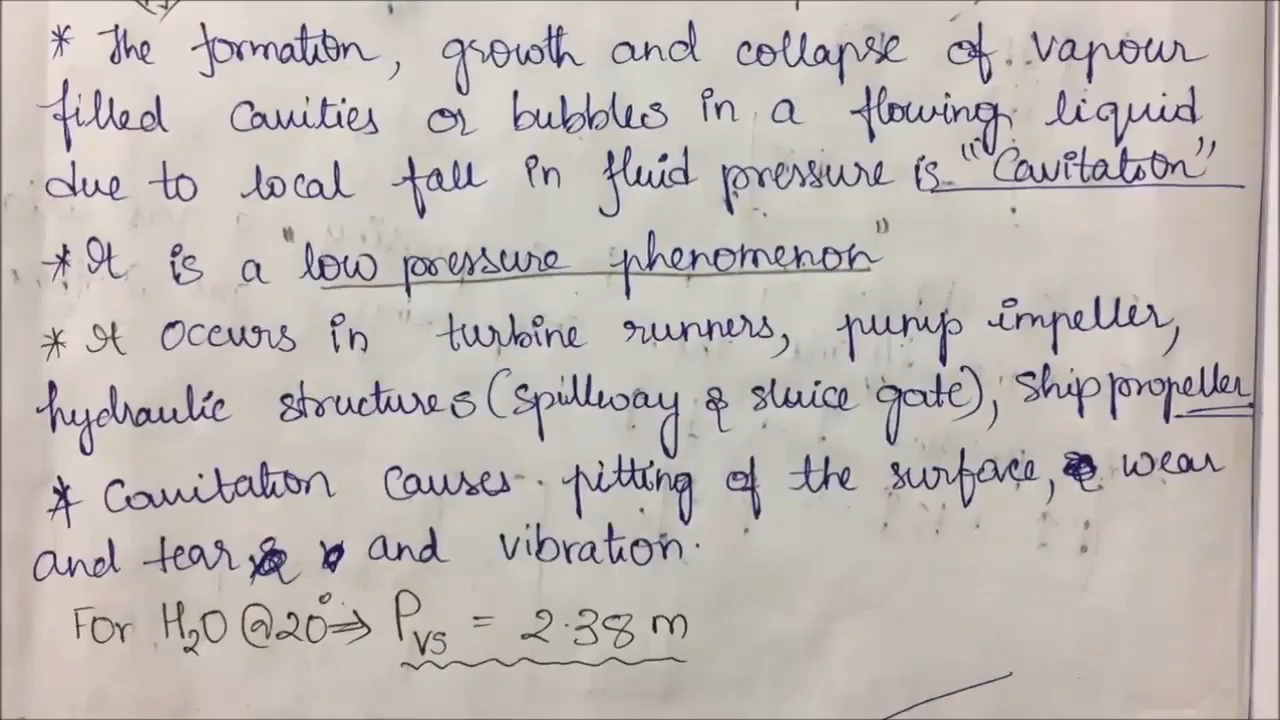 * The formation, growth and collapse of vapour
filled cavities or bubbles in a flowing liquid
due to local fall in fluid pressure is "Cavitation"
* It is a "low pressure phenomenon"
* It occurs in turbine runners, pump impeller,
hydraulic structures (spillway & sluice gate), ship propeller
* Cavitation causes pitting of the surface, wear
and tear and vibration.
For H₂O @20° ⇒ P_VS = 2.38 m